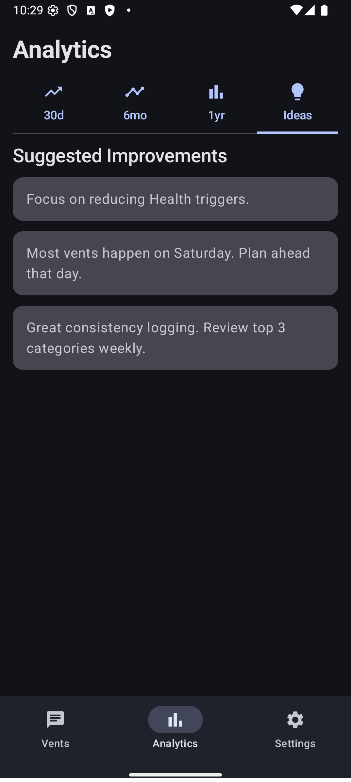 10:29
Analytics
30d 6mo 1yr Ideas
Suggested Improvements
Focus on reducing Health triggers.
Most vents happen on Saturday. Plan ahead
that day.
Great consistency logging. Review top 3
categories weekly.
Vents Analytics Settings